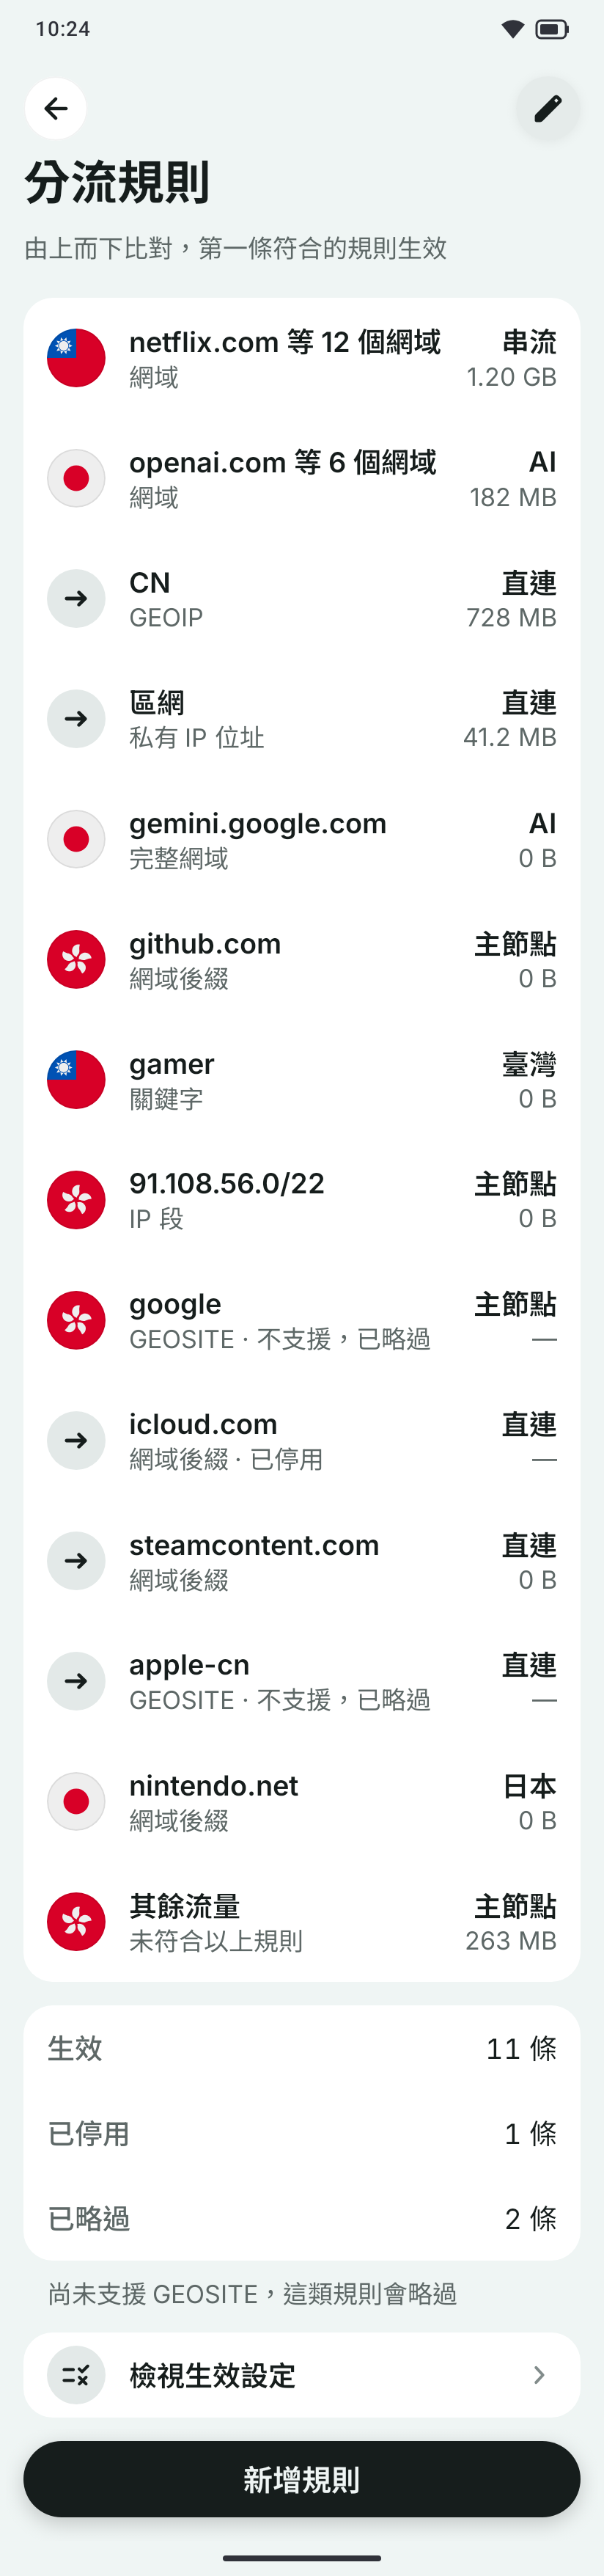 10:24
分流規則
由上而下比對，第一條符合的規則生效
netflix.com 等 12 個網域
串流
網域
1.20 GB
openai.com 等 6 個網域
AI
網域
182 MB
CN
直連
GEOIP
728 MB
區網
直連
私有 IP 位址
41.2 MB
gemini.google.com
AI
完整網域
0 B
github.com
主節點
網域後綴
0 B
gamer
臺灣
關鍵字
0 B
91.108.56.0/22
主節點
IP 段
0 B
google
主節點
GEOSITE · 不支援，已略過
—
icloud.com
直連
網域後綴 · 已停用
—
steamcontent.com
直連
網域後綴
0 B
apple-cn
直連
GEOSITE · 不支援，已略過
—
nintendo.net
日本
網域後綴
0 B
其餘流量
主節點
未符合以上規則
263 MB
生效
11 條
已停用
1 條
已略過
2 條
尚未支援 GEOSITE，這類規則會略過
檢視生效設定
新增規則